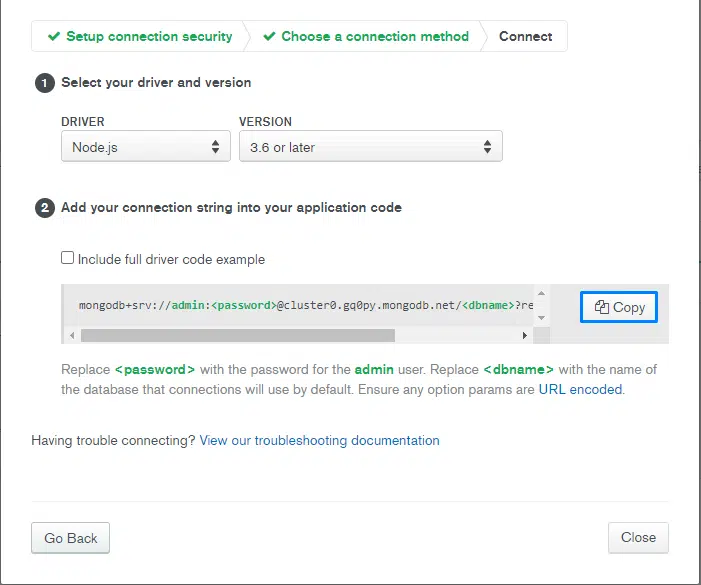 Setup connection security Choose a connection method Connect
1 Select your driver and version
DRIVER VERSION
Node.js 3.6 or later
2 Add your connection string into your application code
Include full driver code example
mongodb+srv://admin:<password>@cluster0.gq0py.mongodb.net/<dbname>?re Copy
Replace <password> with the password for the admin user. Replace <dbname> with the name of
the database that connections will use by default. Ensure any option params are URL encoded.
Having trouble connecting? View our troubleshooting documentation
Go Back Close